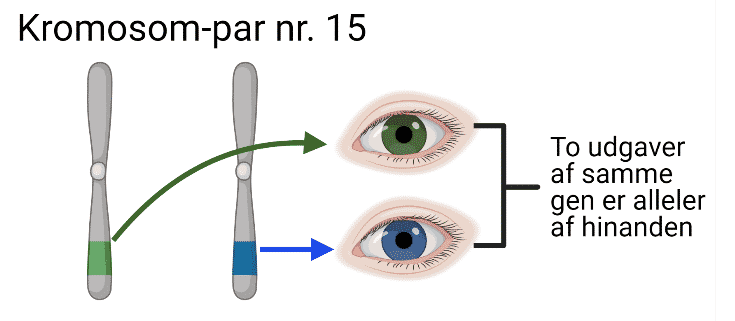 Kromosom-par nr. 15
To udgaver
af samme
gen er alleler
af hinanden